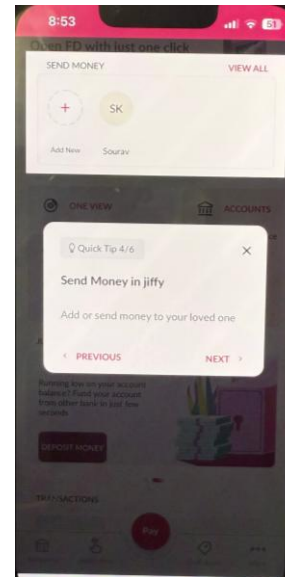 8:53
51
Open FD with just one click
SEND MONEY
VIEW ALL
+
SK
Add New
Sourav
ONE VIEW
ACCOUNTS
Quick Tip 4/6
×
Send Money in jiffy
Add or send money to your loved one
< PREVIOUS
NEXT >
Running low on your account
balance? Fund your account
from other bank in just few
seconds
DEPOSIT MONEY
TRANSACTIONS
Pay